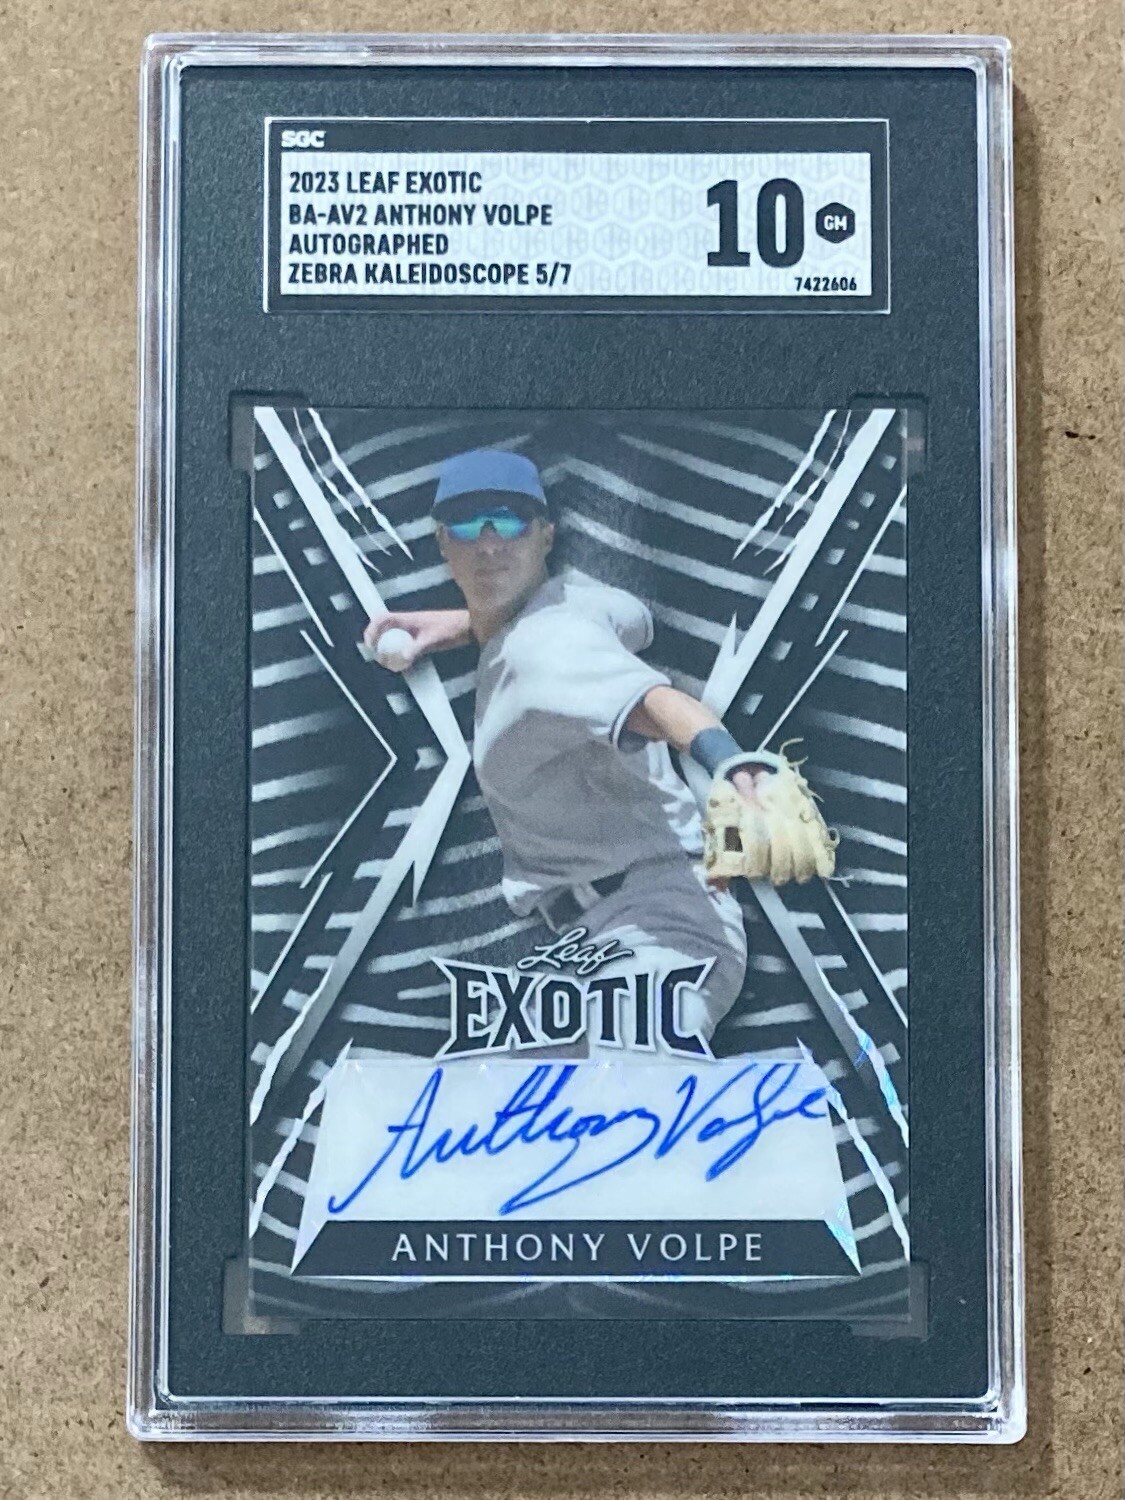 SGC
2023 LEAF EXOTIC
BA-AV2 ANTHONY VOLPE
AUTOGRAPHED
ZEBRA KALEIDOSCOPE 5/7
10 GM
7422606
Leaf
EXOTIC
Anthony Volpe
ANTHONY VOLPE